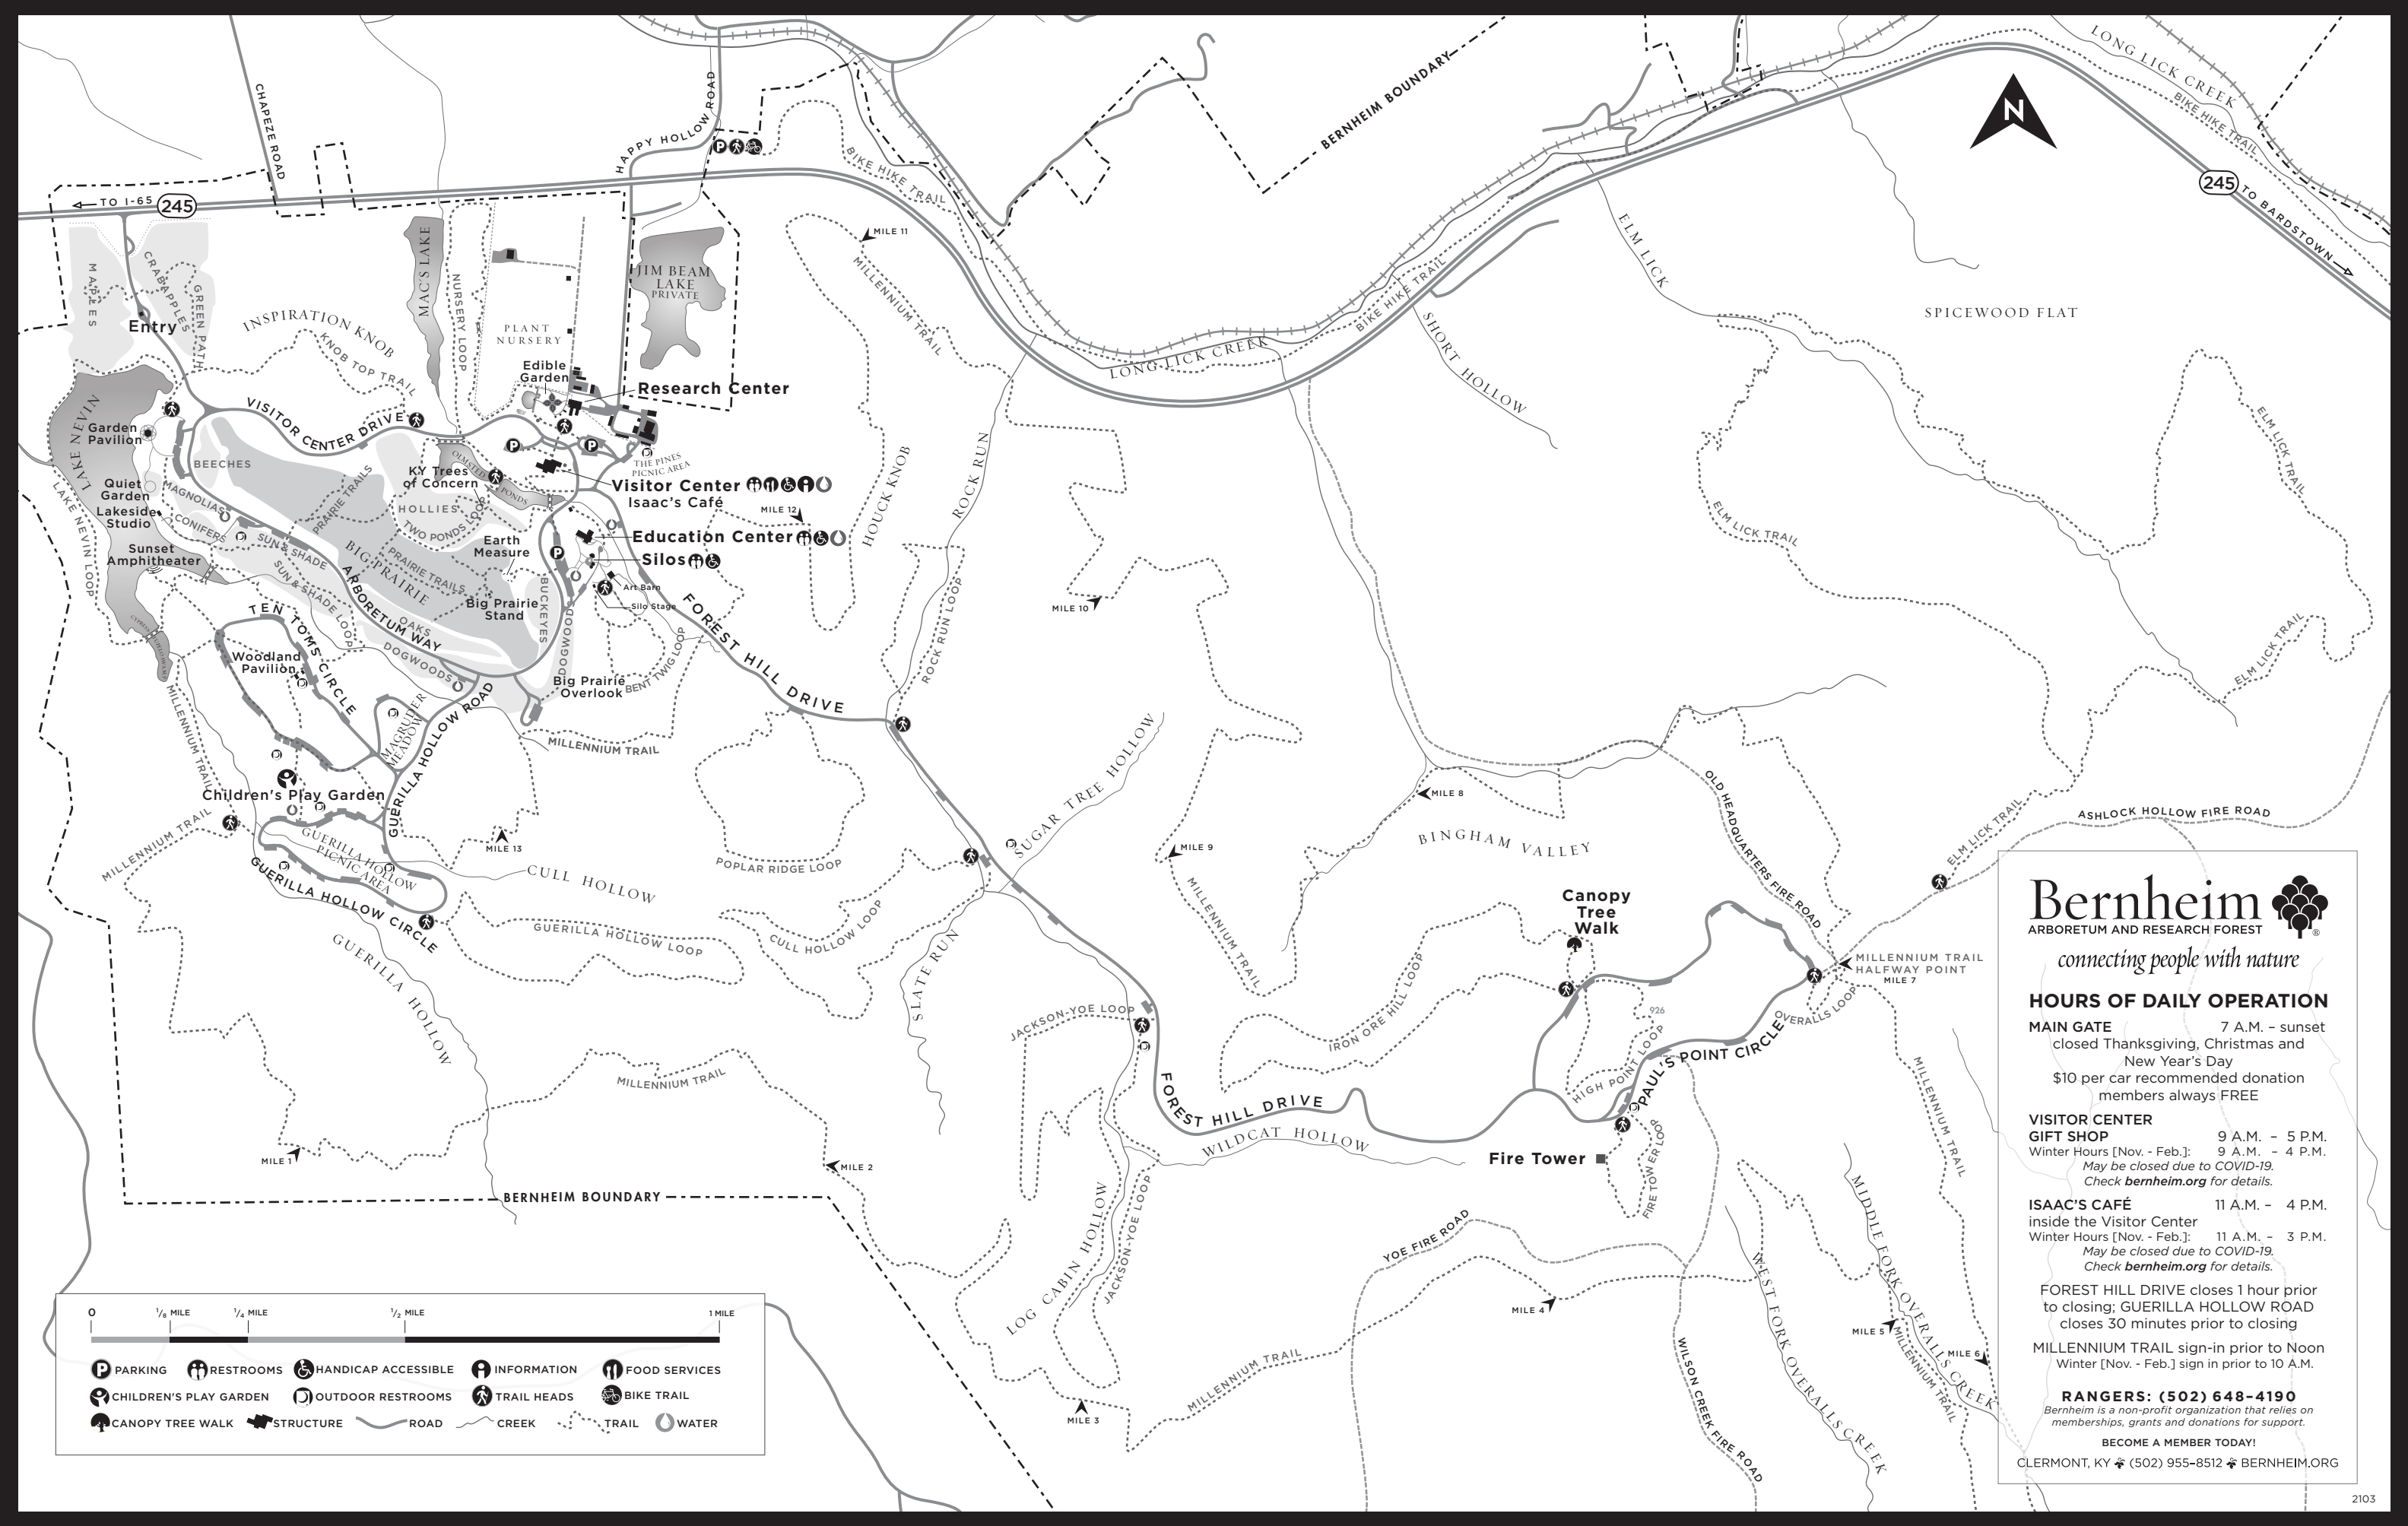 CHAPEZE ROAD
HAPPY HOLLOW ROAD
P
BERNHEIM BOUNDARY
LONG LICK CREEK
BIKE HIKE TRAIL
N
245
TO BARDSTOWN
TO I-65
245
BIKE HIKE TRAIL
MAPLES
CRABAPPLES
GREEN PATH
Entry
INSPIRATION KNOB
KNOB TOP TRAIL
MAC'S LAKE
NURSERY LOOP
PLANT
NURSERY
JIM BEAM
LAKE
PRIVATE
MILE 11
MILLENNIUM TRAIL
LONG LICK CREEK
BIKE HIKE TRAIL
SHORT HOLLOW
ELM LICK
SPICEWOOD FLAT
Edible
Garden
Research Center
VISITOR CENTER DRIVE
LAKE NEVIN
Garden
Pavilion
BEECHES
P
P
THE PINES
PICNIC AREA
OLMSTED
PONDS
KY Trees
of Concern
Visitor Center
Isaac's Café
MILE 12
HOUCK KNOB
ROCK RUN
ELM LICK TRAIL
ELM LICK TRAIL
Quiet
Garden
MAGNOLIAS
PRAIRIE TRAILS
HOLLIES
TWO PONDS LOOP
Lakeside
Studio
CONIFERS
LAKE NEVIN LOOP
Sunset
Amphitheater
SUN & SHADE
SUN & SHADE LOOP
BIG PRAIRIE
PRAIRIE TRAILS
Earth
Measure
P
Education Center
Silos
Art Barn
Silo Stage
BUCKEYES
DOGWOOD
Big Prairie
Stand
ARBORETUM WAY
OAKS
DOGWOODS
TEN TOMS CIRCLE
Woodland
Pavilion
Big Prairie
Overlook
BENT TWIG LOOP
FOREST HILL DRIVE
ROCK RUN LOOP
MILE 10
ELM LICK TRAIL
MILLENNIUM TRAIL
MAGRUDER
MEADOW
GUERILLA HOLLOW ROAD
MILLENNIUM TRAIL
SUGAR TREE HOLLOW
MILE 8
OLD HEADQUARTERS FIRE ROAD
Children's Play Garden
MILLENNIUM TRAIL
GUERILLA HOLLOW
PICNIC AREA
GUERILLA HOLLOW CIRCLE
MILE 13
CULL HOLLOW
POPLAR RIDGE LOOP
MILE 9
BINGHAM VALLEY
ELM LICK TRAIL
ASHLOCK HOLLOW FIRE ROAD
GUERILLA HOLLOW
GUERILLA HOLLOW LOOP
CULL HOLLOW LOOP
SLATE RUN
MILLENNIUM TRAIL
Canopy
Tree
Walk
MILLENNIUM TRAIL
HALFWAY POINT
MILE 7
OVERALLS LOOP
JACKSON-YOE LOOP
IRON ORE HILL LOOP
926
HIGH POINT LOOP
PAUL'S POINT CIRCLE
MILLENNIUM TRAIL
FOREST HILL DRIVE
WILDCAT HOLLOW
MILLENNIUM TRAIL
MILE 1
MILE 2
BERNHEIM BOUNDARY
Fire Tower
FIRE TOWER LOOP
LOG CABIN HOLLOW
JACKSON-YOE LOOP
YOE FIRE ROAD
MILE 4
MILLENNIUM TRAIL
MILE 3
WILSON CREEK FIRE ROAD
WEST FORK OVERALLS CREEK
MIDDLE FORK OVERALLS CREEK
MILE 5
MILE 6
MILLENNIUM TRAIL
Bernheim
ARBORETUM AND RESEARCH FOREST
®
connecting people with nature
HOURS OF DAILY OPERATION
MAIN GATE 7 A.M. – sunset
closed Thanksgiving, Christmas and
New Year's Day
$10 per car recommended donation
members always FREE
VISITOR CENTER
GIFT SHOP 9 A.M. – 5 P.M.
Winter Hours [Nov. - Feb.]: 9 A.M. – 4 P.M.
May be closed due to COVID-19.
Check bernheim.org for details.
ISAAC'S CAFÉ 11 A.M. – 4 P.M.
inside the Visitor Center
Winter Hours [Nov. - Feb.]: 11 A.M. – 3 P.M.
May be closed due to COVID-19.
Check bernheim.org for details.
FOREST HILL DRIVE closes 1 hour prior
to closing; GUERILLA HOLLOW ROAD
closes 30 minutes prior to closing
MILLENNIUM TRAIL sign-in prior to Noon
Winter [Nov. - Feb.] sign in prior to 10 A.M.
RANGERS: (502) 648–4190
Bernheim is a non-profit organization that relies on
memberships, grants and donations for support.
BECOME A MEMBER TODAY!
CLERMONT, KY (502) 955–8512 BERNHEIM.ORG
2103
0 1/8 MILE 1/4 MILE 1/2 MILE 1 MILE
P PARKING RESTROOMS HANDICAP ACCESSIBLE INFORMATION FOOD SERVICES
CHILDREN'S PLAY GARDEN OUTDOOR RESTROOMS TRAIL HEADS BIKE TRAIL
CANOPY TREE WALK STRUCTURE ROAD CREEK TRAIL WATER